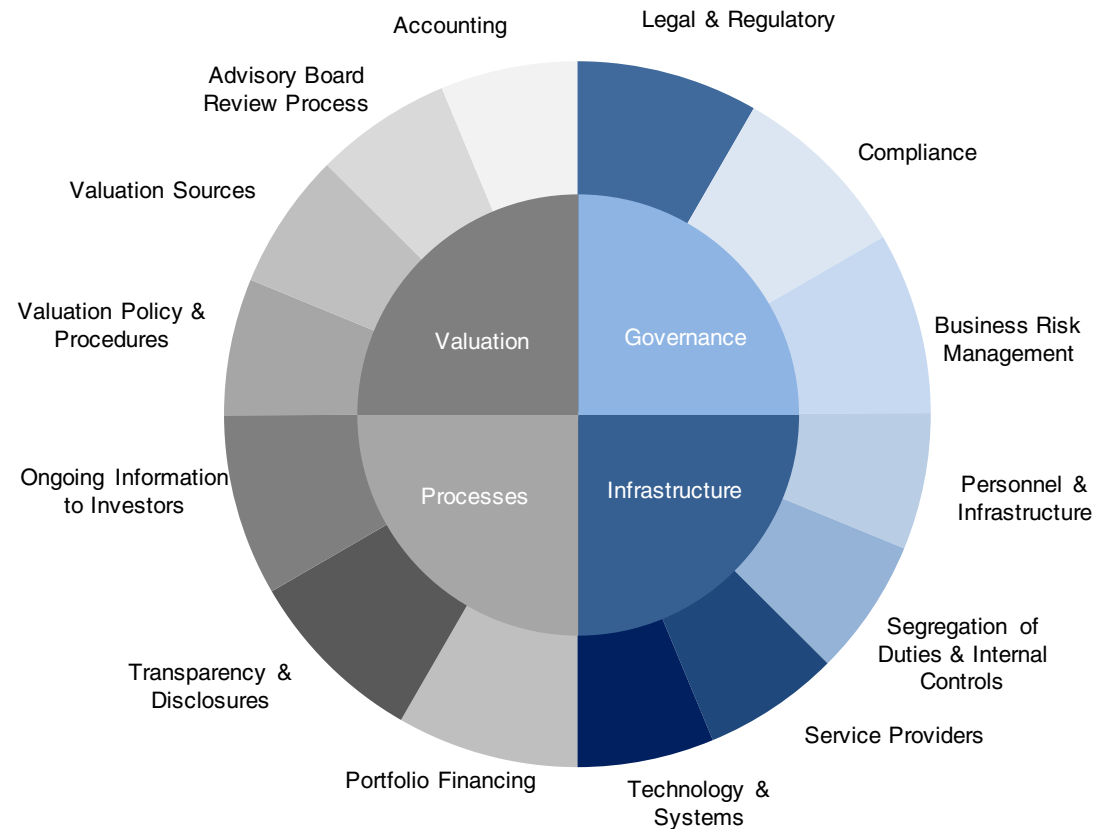 Legal & Regulatory
Accounting
Advisory Board
Review Process
Compliance
Valuation Sources
Valuation Policy &
Procedures
Business Risk
Management
Valuation
Governance
Ongoing Information
to Investors
Processes
Infrastructure
Personnel &
Infrastructure
Segregation of
Duties & Internal
Controls
Transparency &
Disclosures
Service Providers
Portfolio Financing
Technology &
Systems